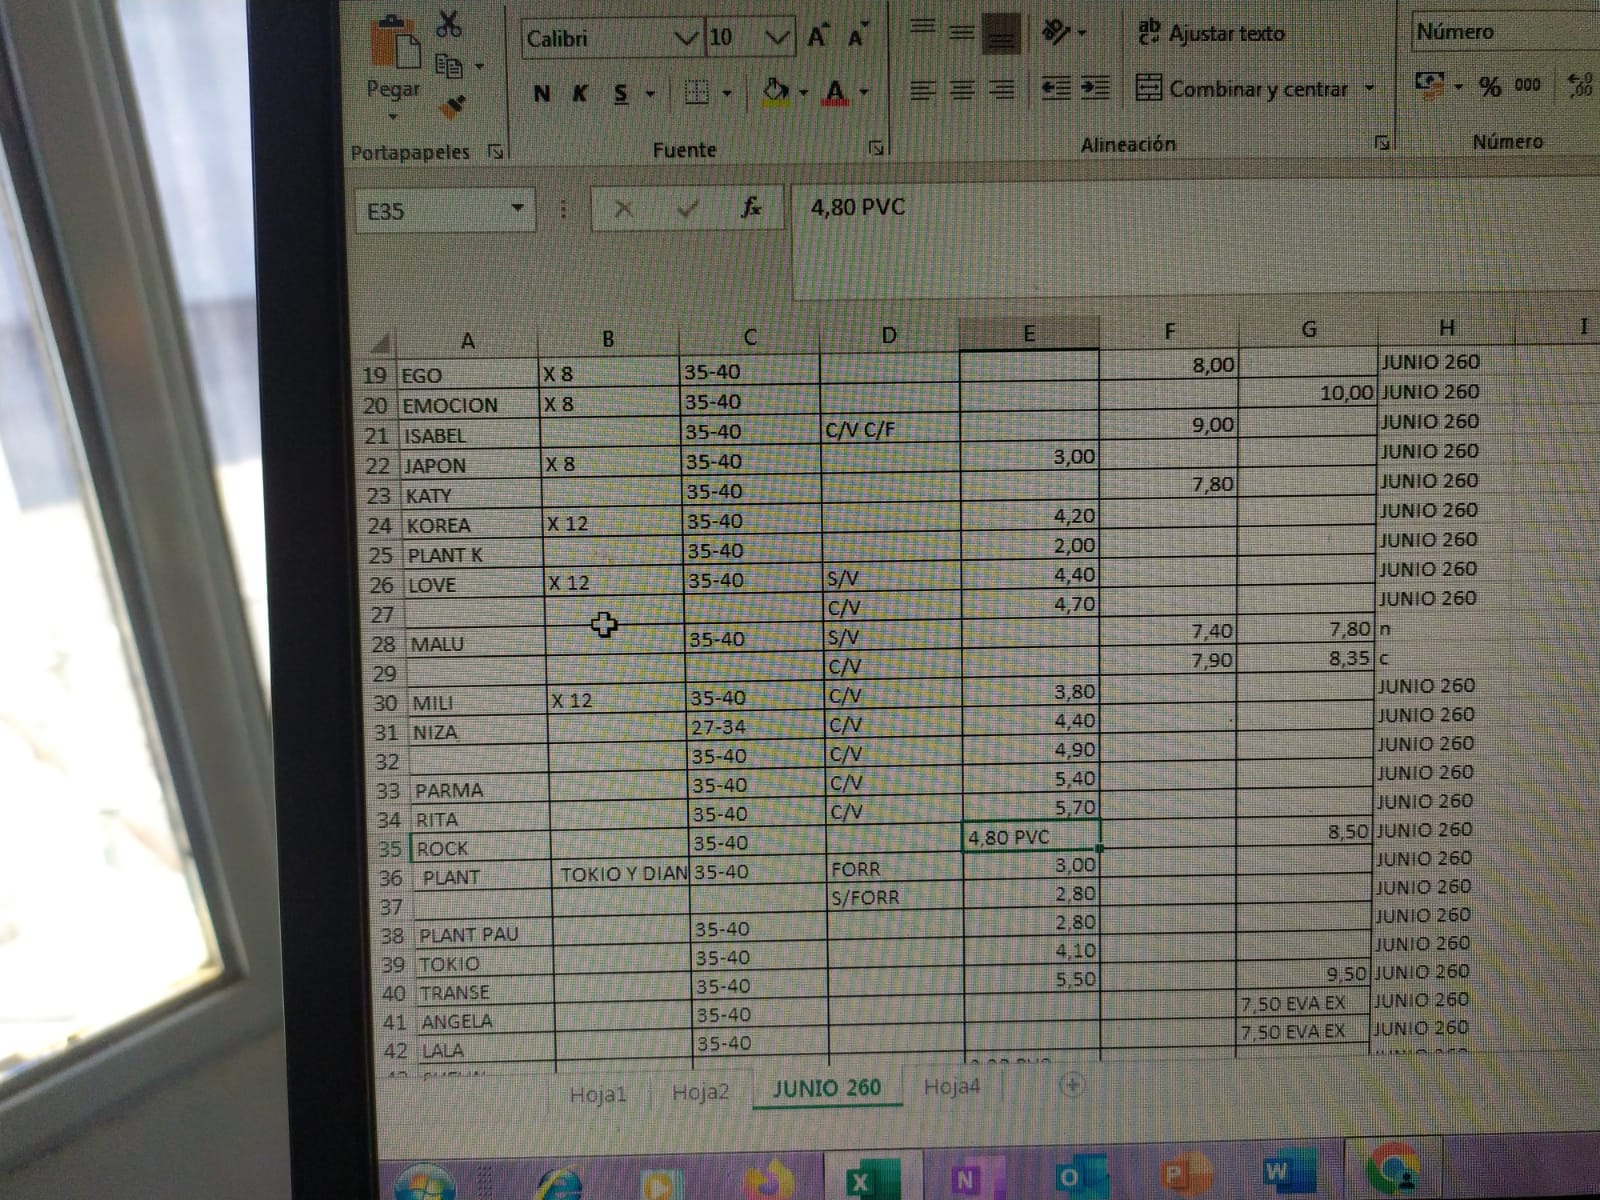 Pegar
Portapapeles
Calibri 10
N K S
Fuente
Ajustar texto
Combinar y centrar
Alineación
Número
% 000
Número
E35 fx 4,80 PVC
A B C D E F G H I
19 EGO X 8 35-40 8,00 JUNIO 260
20 EMOCION X 8 35-40 10,00 JUNIO 260
21 ISABEL 35-40 C/V C/F 9,00 JUNIO 260
22 JAPON X 8 35-40 3,00 JUNIO 260
23 KATY 35-40 7,80 JUNIO 260
24 KOREA X 12 35-40 4,20 JUNIO 260
25 PLANT K 35-40 2,00 JUNIO 260
26 LOVE X 12 35-40 S/V 4,40 JUNIO 260
27 C/V 4,70 JUNIO 260
28 MALU 35-40 S/V 7,40 7,80 n
29 C/V 7,90 8,35 c
30 MILI X 12 35-40 C/V 3,80 JUNIO 260
31 NIZA 27-34 C/V 4,40 JUNIO 260
32 35-40 C/V 4,90 JUNIO 260
33 PARMA 35-40 C/V 5,40 JUNIO 260
34 RITA 35-40 C/V 5,70 JUNIO 260
35 ROCK 35-40 4,80 PVC 8,50 JUNIO 260
36 PLANT TOKIO Y DIAN 35-40 FORR 3,00 JUNIO 260
37 S/FORR 2,80 JUNIO 260
38 PLANT PAU 35-40 2,80 JUNIO 260
39 TOKIO 35-40 4,10 JUNIO 260
40 TRANSE 35-40 5,50 9,50 JUNIO 260
41 ANGELA 35-40 7,50 EVA EX JUNIO 260
42 LALA 35-40 7,50 EVA EX JUNIO 260
Hoja1 Hoja2 JUNIO 260 Hoja4